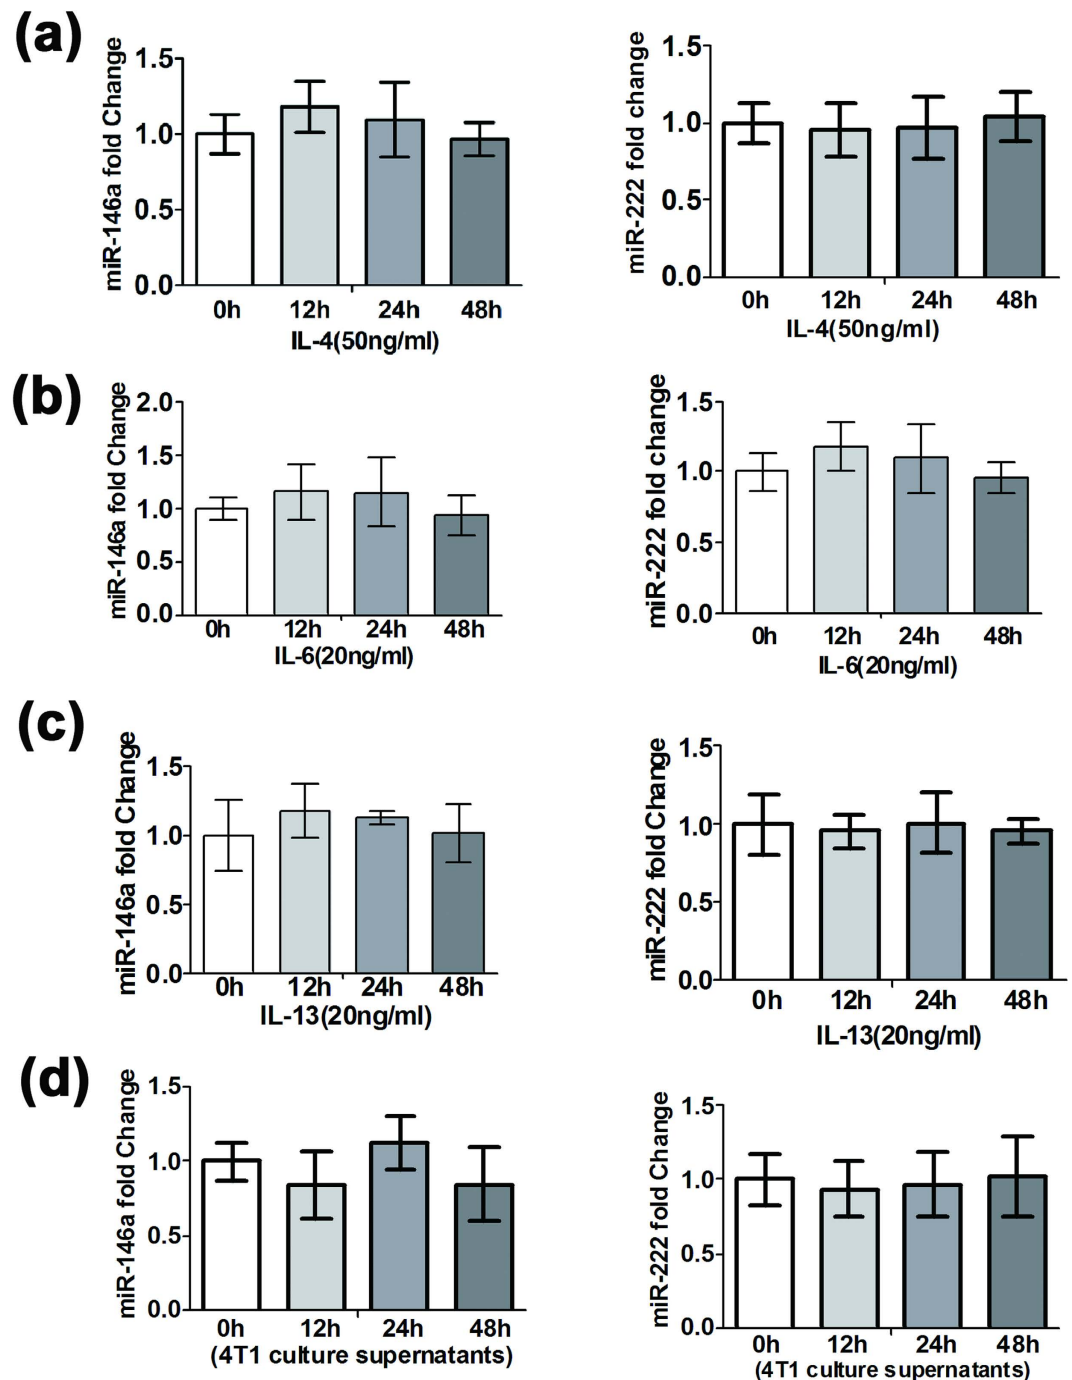 (a)
miR-146a fold Change
1.5
1.0
0.5
0.0
0h 12h 24h 48h
IL-4(50ng/ml)
miR-222 fold change
1.5
1.0
0.5
0.0
0h 12h 24h 48h
IL-4(50ng/ml)
(b)
miR-146a fold Change
2.0
1.5
1.0
0.5
0.0
0h 12h 24h 48h
IL-6(20ng/ml)
miR-222 fold change
1.5
1.0
0.5
0.0
0h 12h 24h 48h
IL-6(20ng/ml)
(c)
miR-146a fold Change
1.5
1.0
0.5
0.0
0h 12h 24h 48h
IL-13(20ng/ml)
miR-222 fold Change
1.5
1.0
0.5
0.0
0h 12h 24h 48h
IL-13(20ng/ml)
(d)
miR-146a fold Change
1.5
1.0
0.5
0.0
0h 12h 24h 48h
(4T1 culture supernatants)
miR-222 fold Change
1.5
1.0
0.5
0.0
0h 12h 24h 48h
(4T1 culture supernatants)